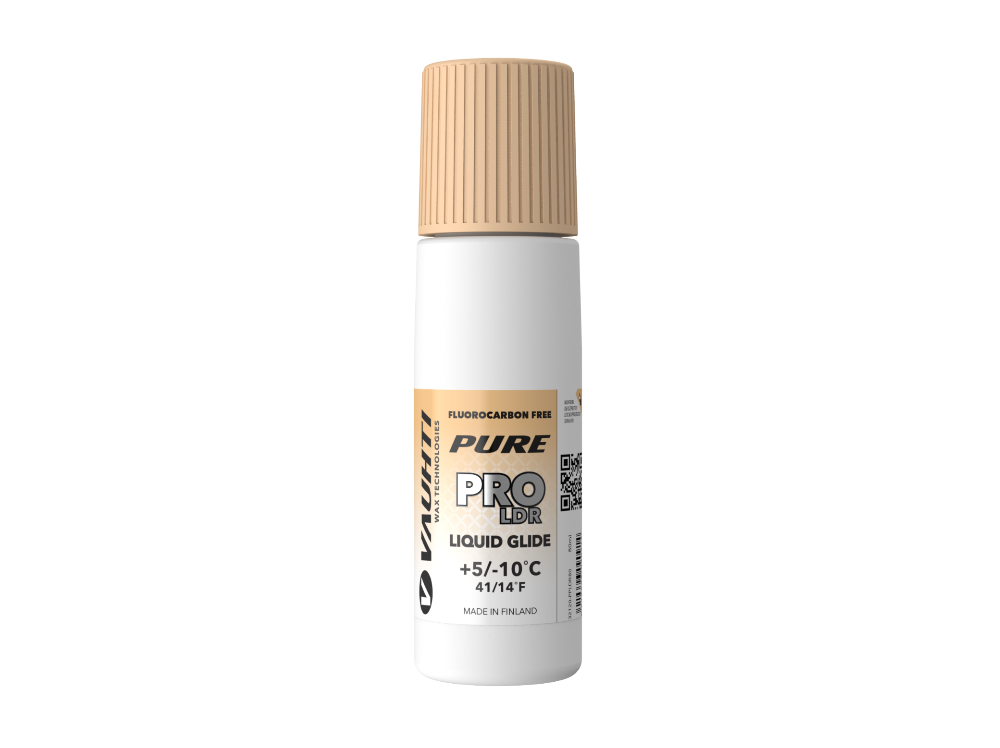 FLUOROCARBON FREE
PURE
PRO
LDR
LIQUID GLIDE
+5/-10°C
41/14°F
MADE IN FINLAND
VAUHTI
WAX TECHNOLOGIES
V
32120-PPLDR80
80ml